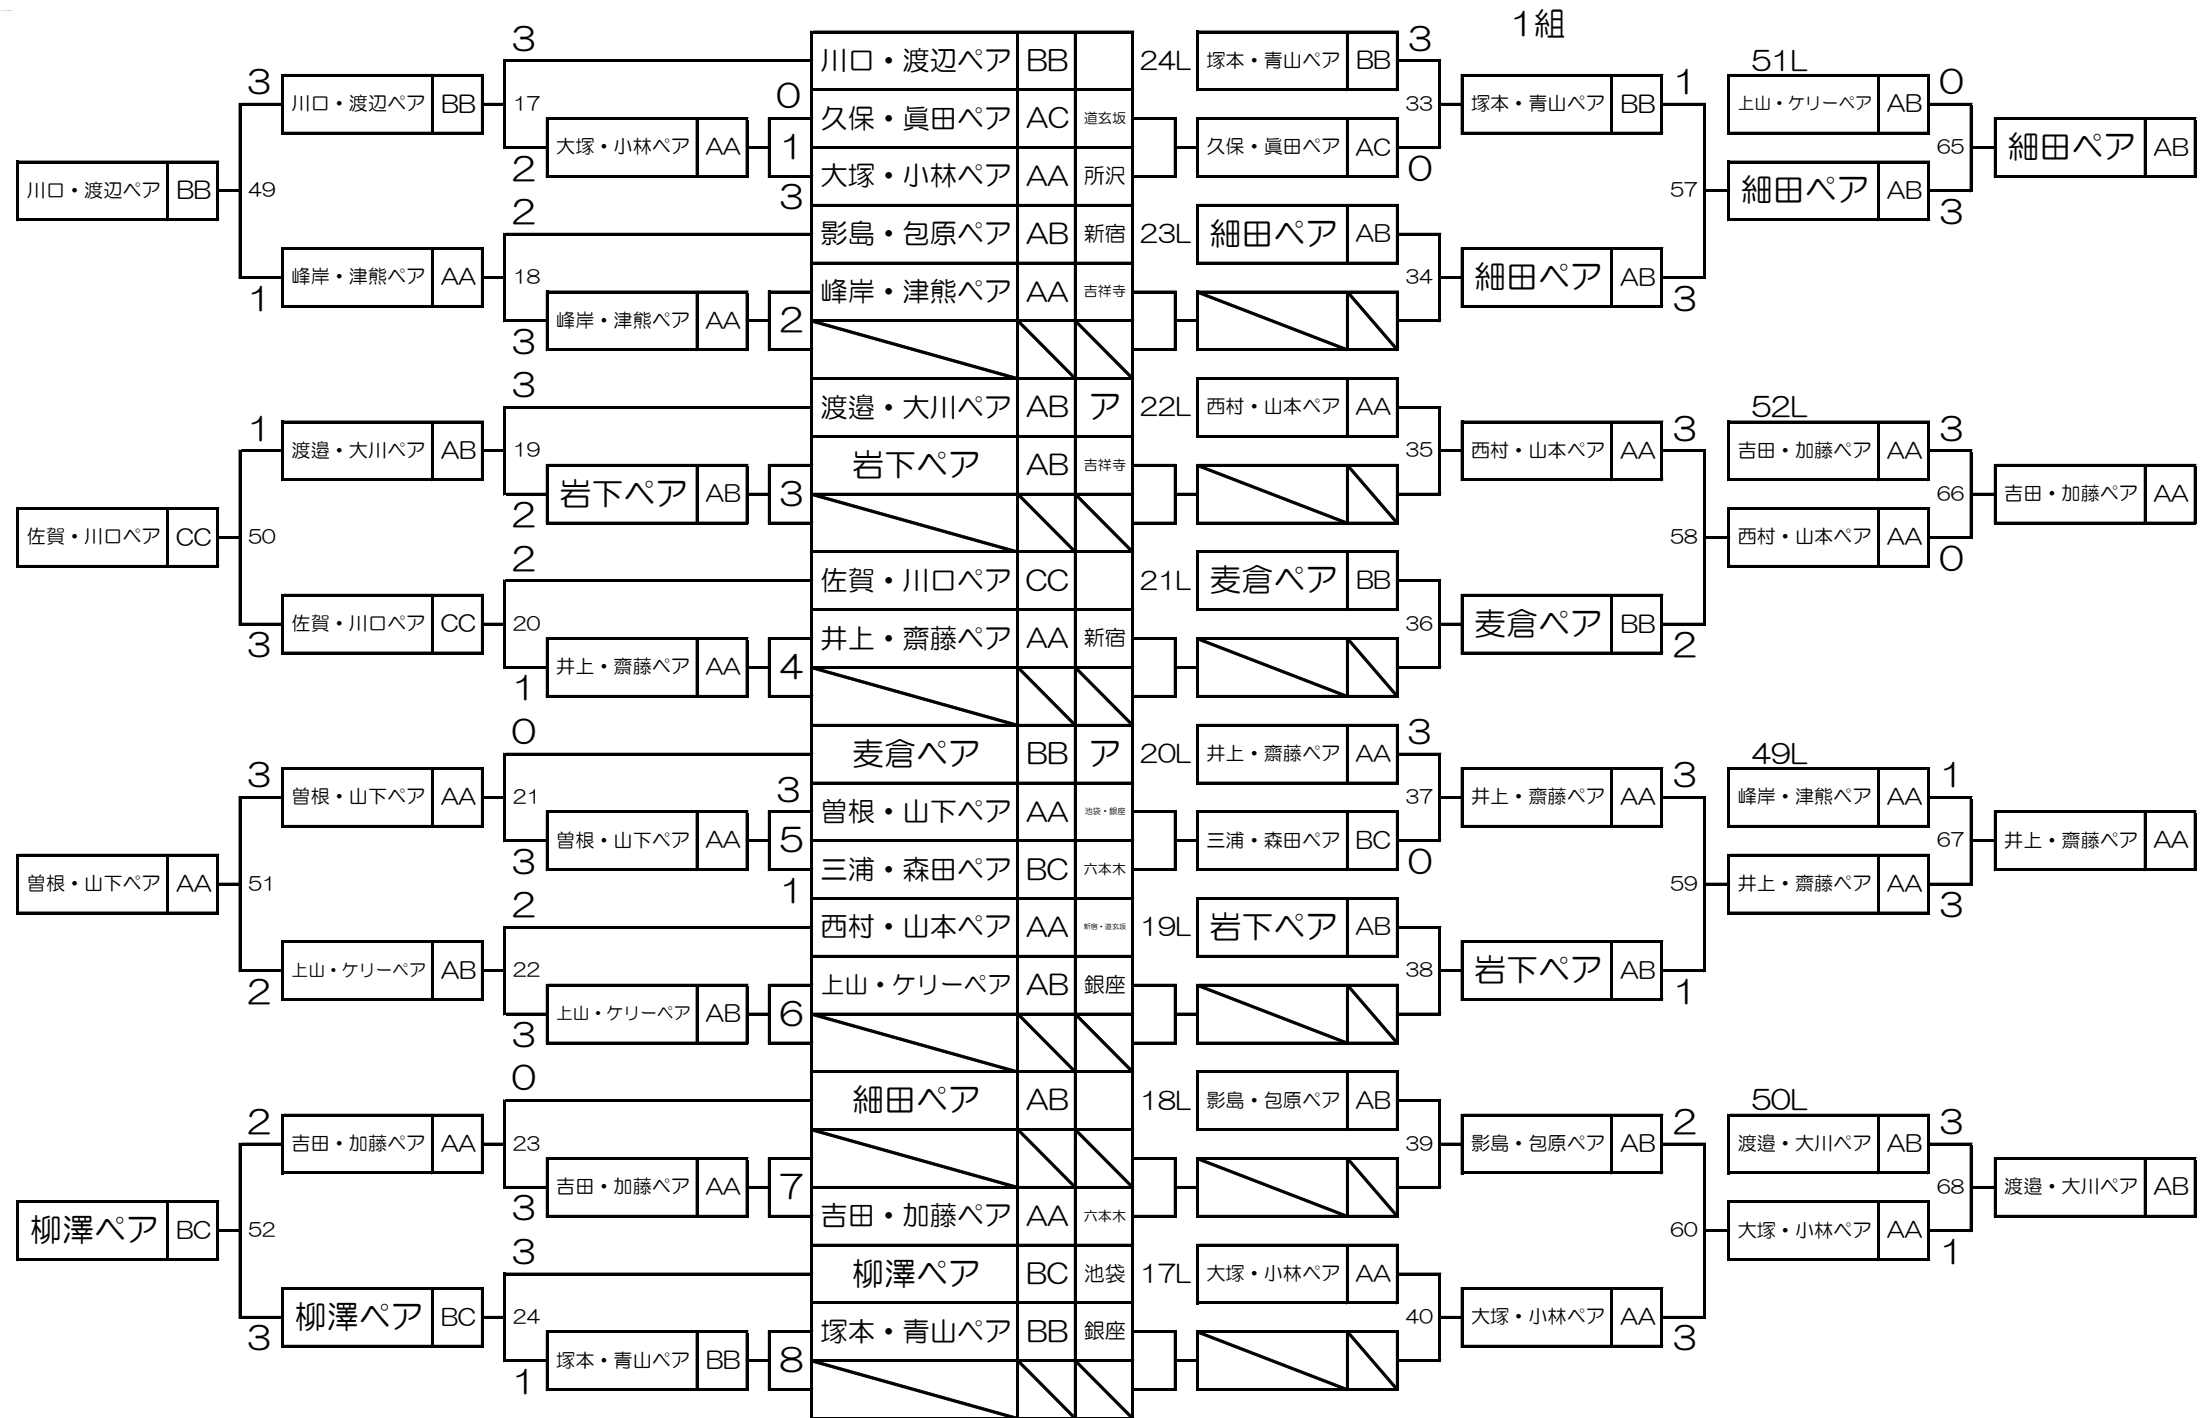 1組
3
川口・渡辺ペア BB
24L 塚本・青山ペア BB 3
51L
3 川口・渡辺ペア BB 17
0
久保・眞田ペア AC 道玄坂
33 塚本・青山ペア BB 1
上山・ケリーペア AB 0
2 大塚・小林ペア AA 1
久保・眞田ペア AC 0
65 細田ペア AB
川口・渡辺ペア BB 49
3
大塚・小林ペア AA 所沢
57 細田ペア AB 3
2
影島・包原ペア AB 新宿
23L 細田ペア AB
1 峰岸・津熊ペア AA 18
峰岸・津熊ペア AA 吉祥寺
34 細田ペア AB 3
3 峰岸・津熊ペア AA 2
3
渡邉・大川ペア AB ア
22L 西村・山本ペア AA
52L
1 渡邉・大川ペア AB 19
岩下ペア AB 吉祥寺
35 西村・山本ペア AA 3
吉田・加藤ペア AA 3
2 岩下ペア AB 3
66 吉田・加藤ペア AA
佐賀・川口ペア CC 50
58 西村・山本ペア AA 0
2
佐賀・川口ペア CC
21L 麦倉ペア BB
3 佐賀・川口ペア CC 20
井上・齋藤ペア AA 新宿
36 麦倉ペア BB 2
1 井上・齋藤ペア AA 4
0
麦倉ペア BB ア
20L 井上・齋藤ペア AA 3
49L
3 曽根・山下ペア AA 21
3
曽根・山下ペア AA 池袋・銀座
37 井上・齋藤ペア AA 3
峰岸・津熊ペア AA 1
3 曽根・山下ペア AA 5
三浦・森田ペア BC 0
67 井上・齋藤ペア AA
曽根・山下ペア AA 51
1
三浦・森田ペア BC 六本木
59 井上・齋藤ペア AA 3
2
西村・山本ペア AA 新宿・道玄坂
19L 岩下ペア AB
2 上山・ケリーペア AB 22
上山・ケリーペア AB 銀座
38 岩下ペア AB 1
3 上山・ケリーペア AB 6
0
細田ペア AB
18L 影島・包原ペア AB
50L
2 吉田・加藤ペア AA 23
39 影島・包原ペア AB 2
渡邉・大川ペア AB 3
3 吉田・加藤ペア AA 7
68 渡邉・大川ペア AB
柳澤ペア BC 52
吉田・加藤ペア AA 六本木
60 大塚・小林ペア AA 1
3
柳澤ペア BC 池袋
17L 大塚・小林ペア AA
3 柳澤ペア BC 24
塚本・青山ペア BB 銀座
40 大塚・小林ペア AA 3
1 塚本・青山ペア BB 8